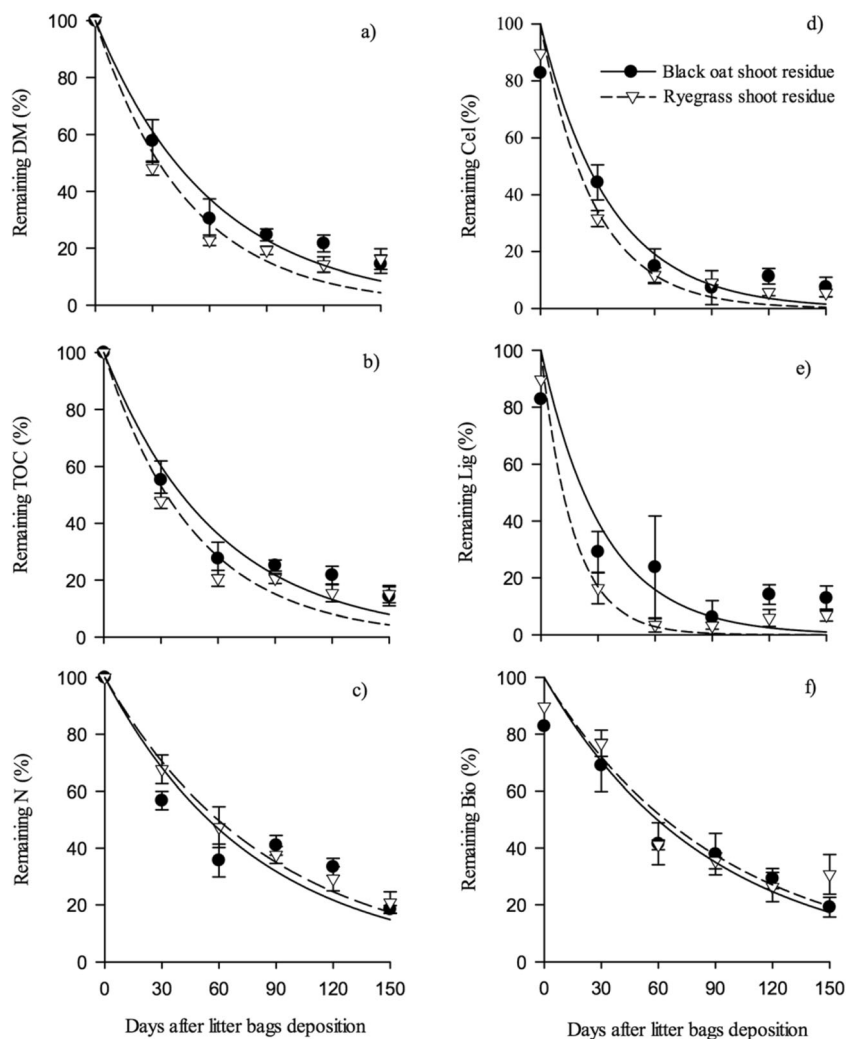 a)
100
80
60
40
20
0
Remaining DM (%)
d)
Black oat shoot residue
Ryegrass shoot residue
100
80
60
40
20
0
Remaining Cel (%)
b)
100
80
60
40
20
0
Remaining TOC (%)
e)
100
80
60
40
20
0
Remaining Lig (%)
c)
100
80
60
40
20
0
Remaining N (%)
0 30 60 90 120 150
Days after litter bags deposition
f)
100
80
60
40
20
0
Remaining Bio (%)
0 30 60 90 120 150
Days after litter bags deposition